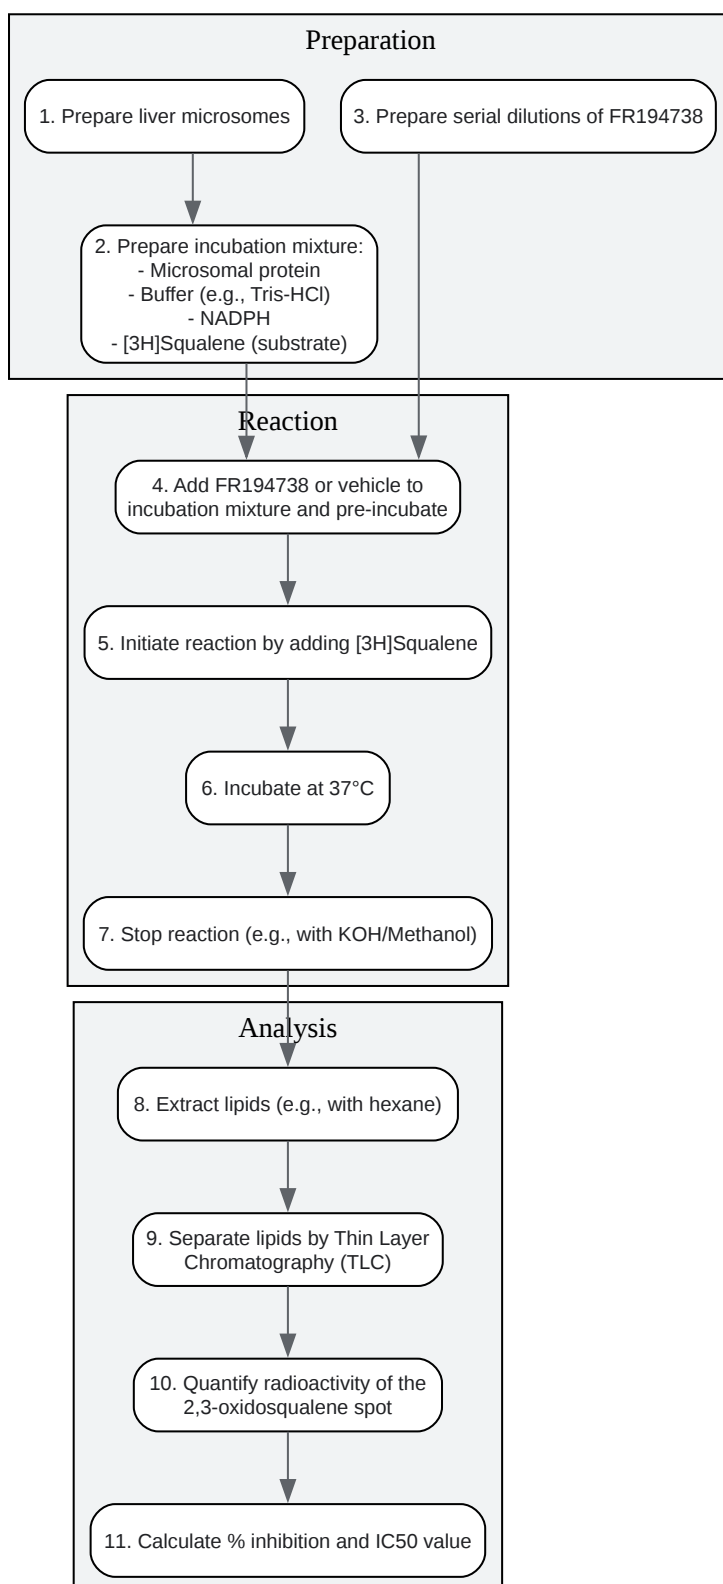 Preparation
1. Prepare liver microsomes
3. Prepare serial dilutions of FR194738
2. Prepare incubation mixture:
- Microsomal protein
- Buffer (e.g., Tris-HCl)
- NADPH
- [3H]Squalene (substrate)
Reaction
4. Add FR194738 or vehicle to
incubation mixture and pre-incubate
5. Initiate reaction by adding [3H]Squalene
6. Incubate at 37°C
7. Stop reaction (e.g., with KOH/Methanol)
Analysis
8. Extract lipids (e.g., with hexane)
9. Separate lipids by Thin Layer
Chromatography (TLC)
10. Quantify radioactivity of the
2,3-oxidosqualene spot
11. Calculate % inhibition and IC50 value